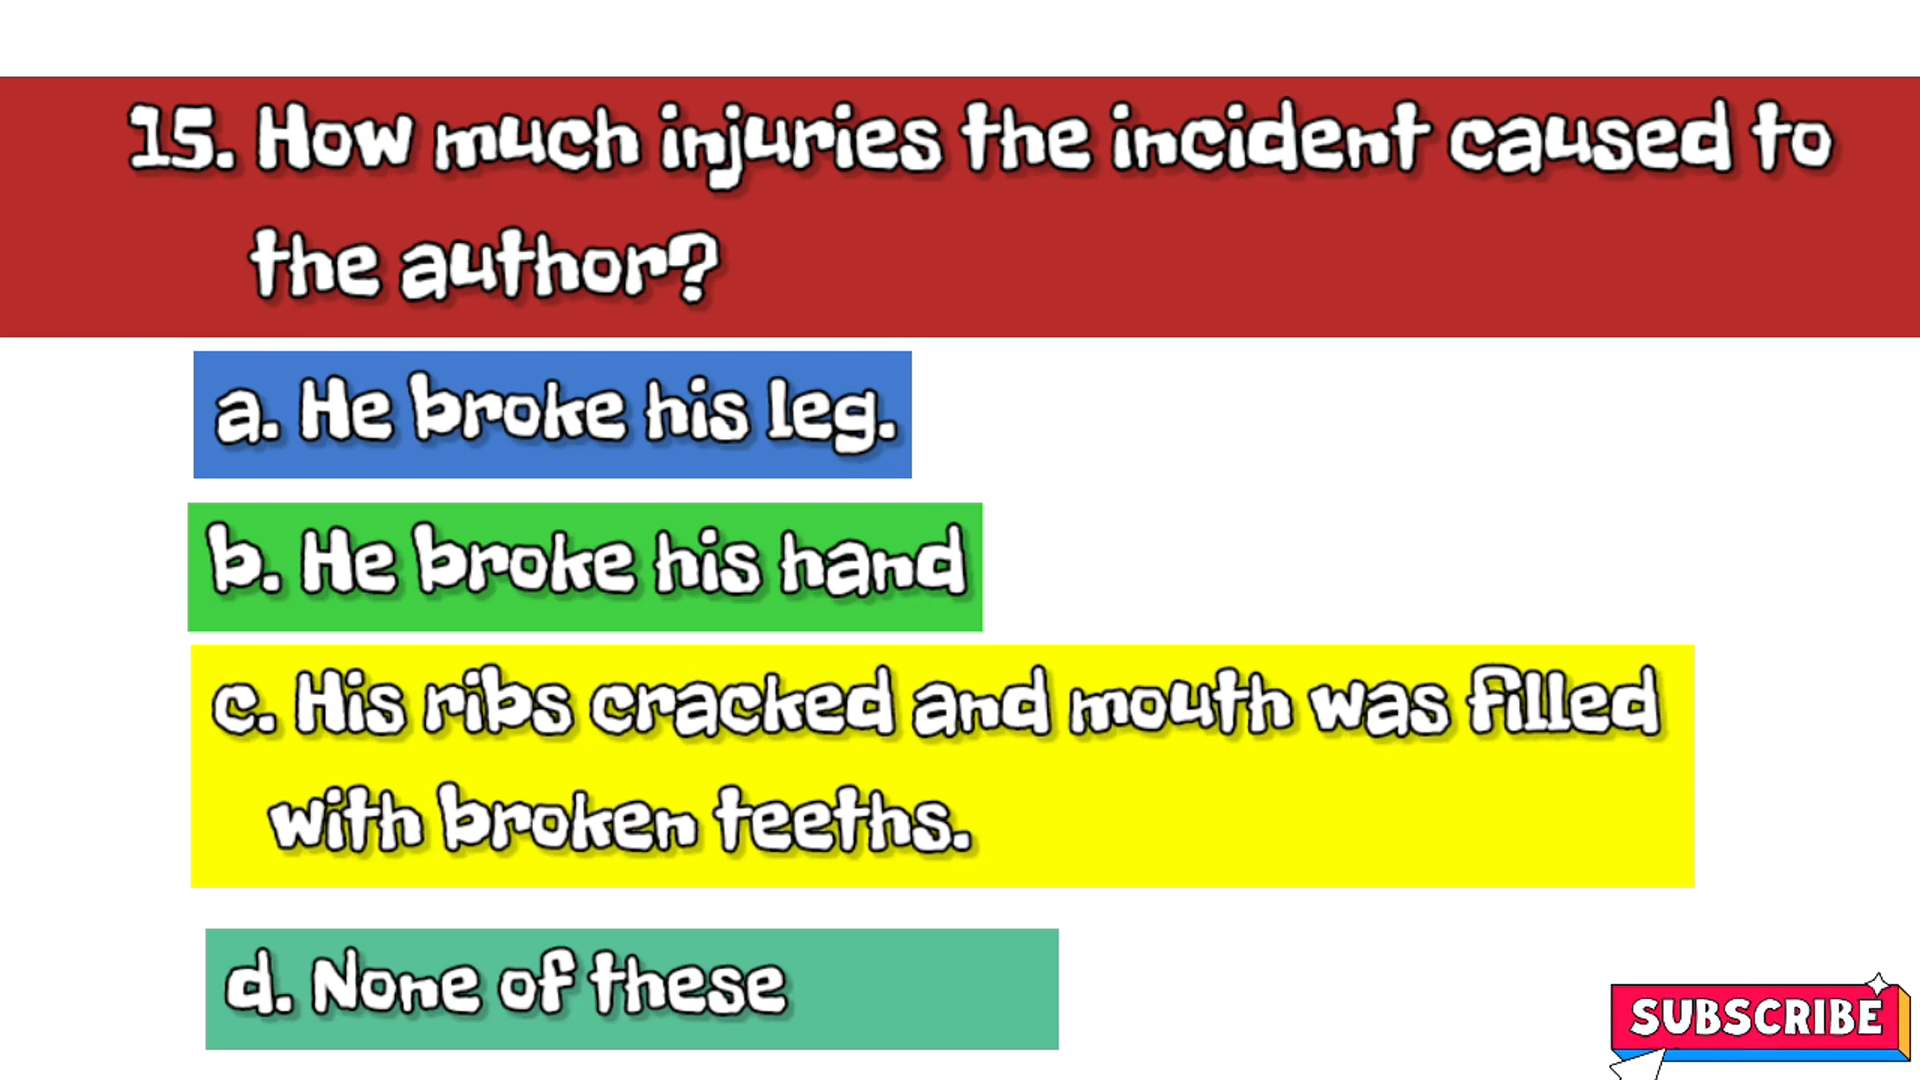 15. How much injuries the incident caused to
the author?
a. He broke his leg.
b. He broke his hand
c. His ribs cracked and mouth was filled
with broken teeths.
d. None of these
SUBSCRIBE